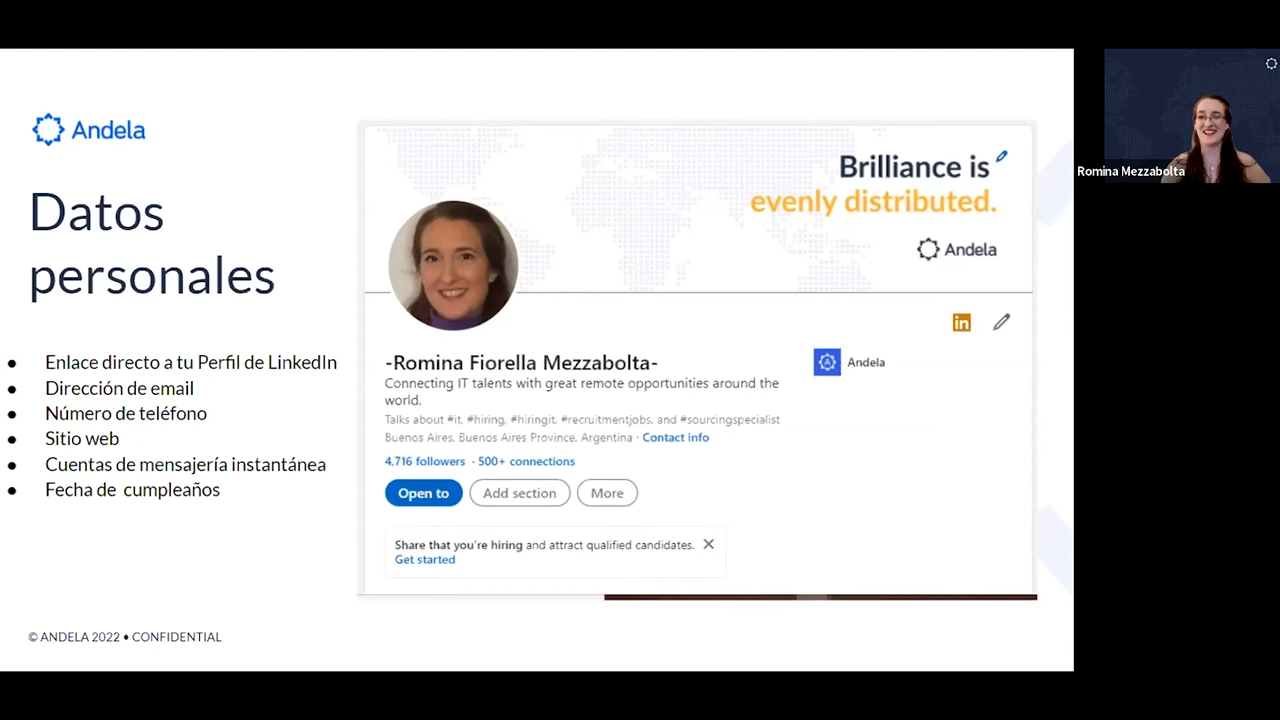 Andela
Datos
personales
● Enlace directo a tu Perfil de LinkedIn
● Dirección de email
● Número de teléfono
● Sitio web
● Cuentas de mensajería instantánea
● Fecha de cumpleaños
Brilliance is
evenly distributed.
Andela
in
-Romina Fiorella Mezzabolta-
Connecting IT talents with great remote opportunities around the
world.
Talks about #it, #hiring, #hiringit, #recruitmentjobs, and #sourcingspecialist
Buenos Aires, Buenos Aires Province, Argentina · Contact info
4,716 followers · 500+ connections
Open to
Add section
More
Andela
Share that you're hiring and attract qualified candidates.
Get started
© ANDELA 2022 ● CONFIDENTIAL
Romina Mezzabolta